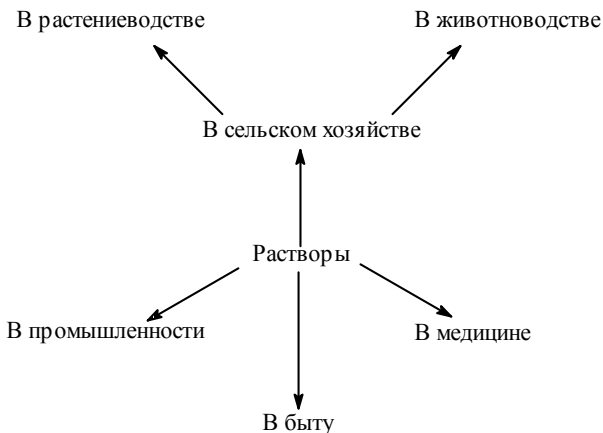 В растениеводстве
В животноводстве
В сельском хозяйстве
Растворы
В промышленности
В медицине
В быту